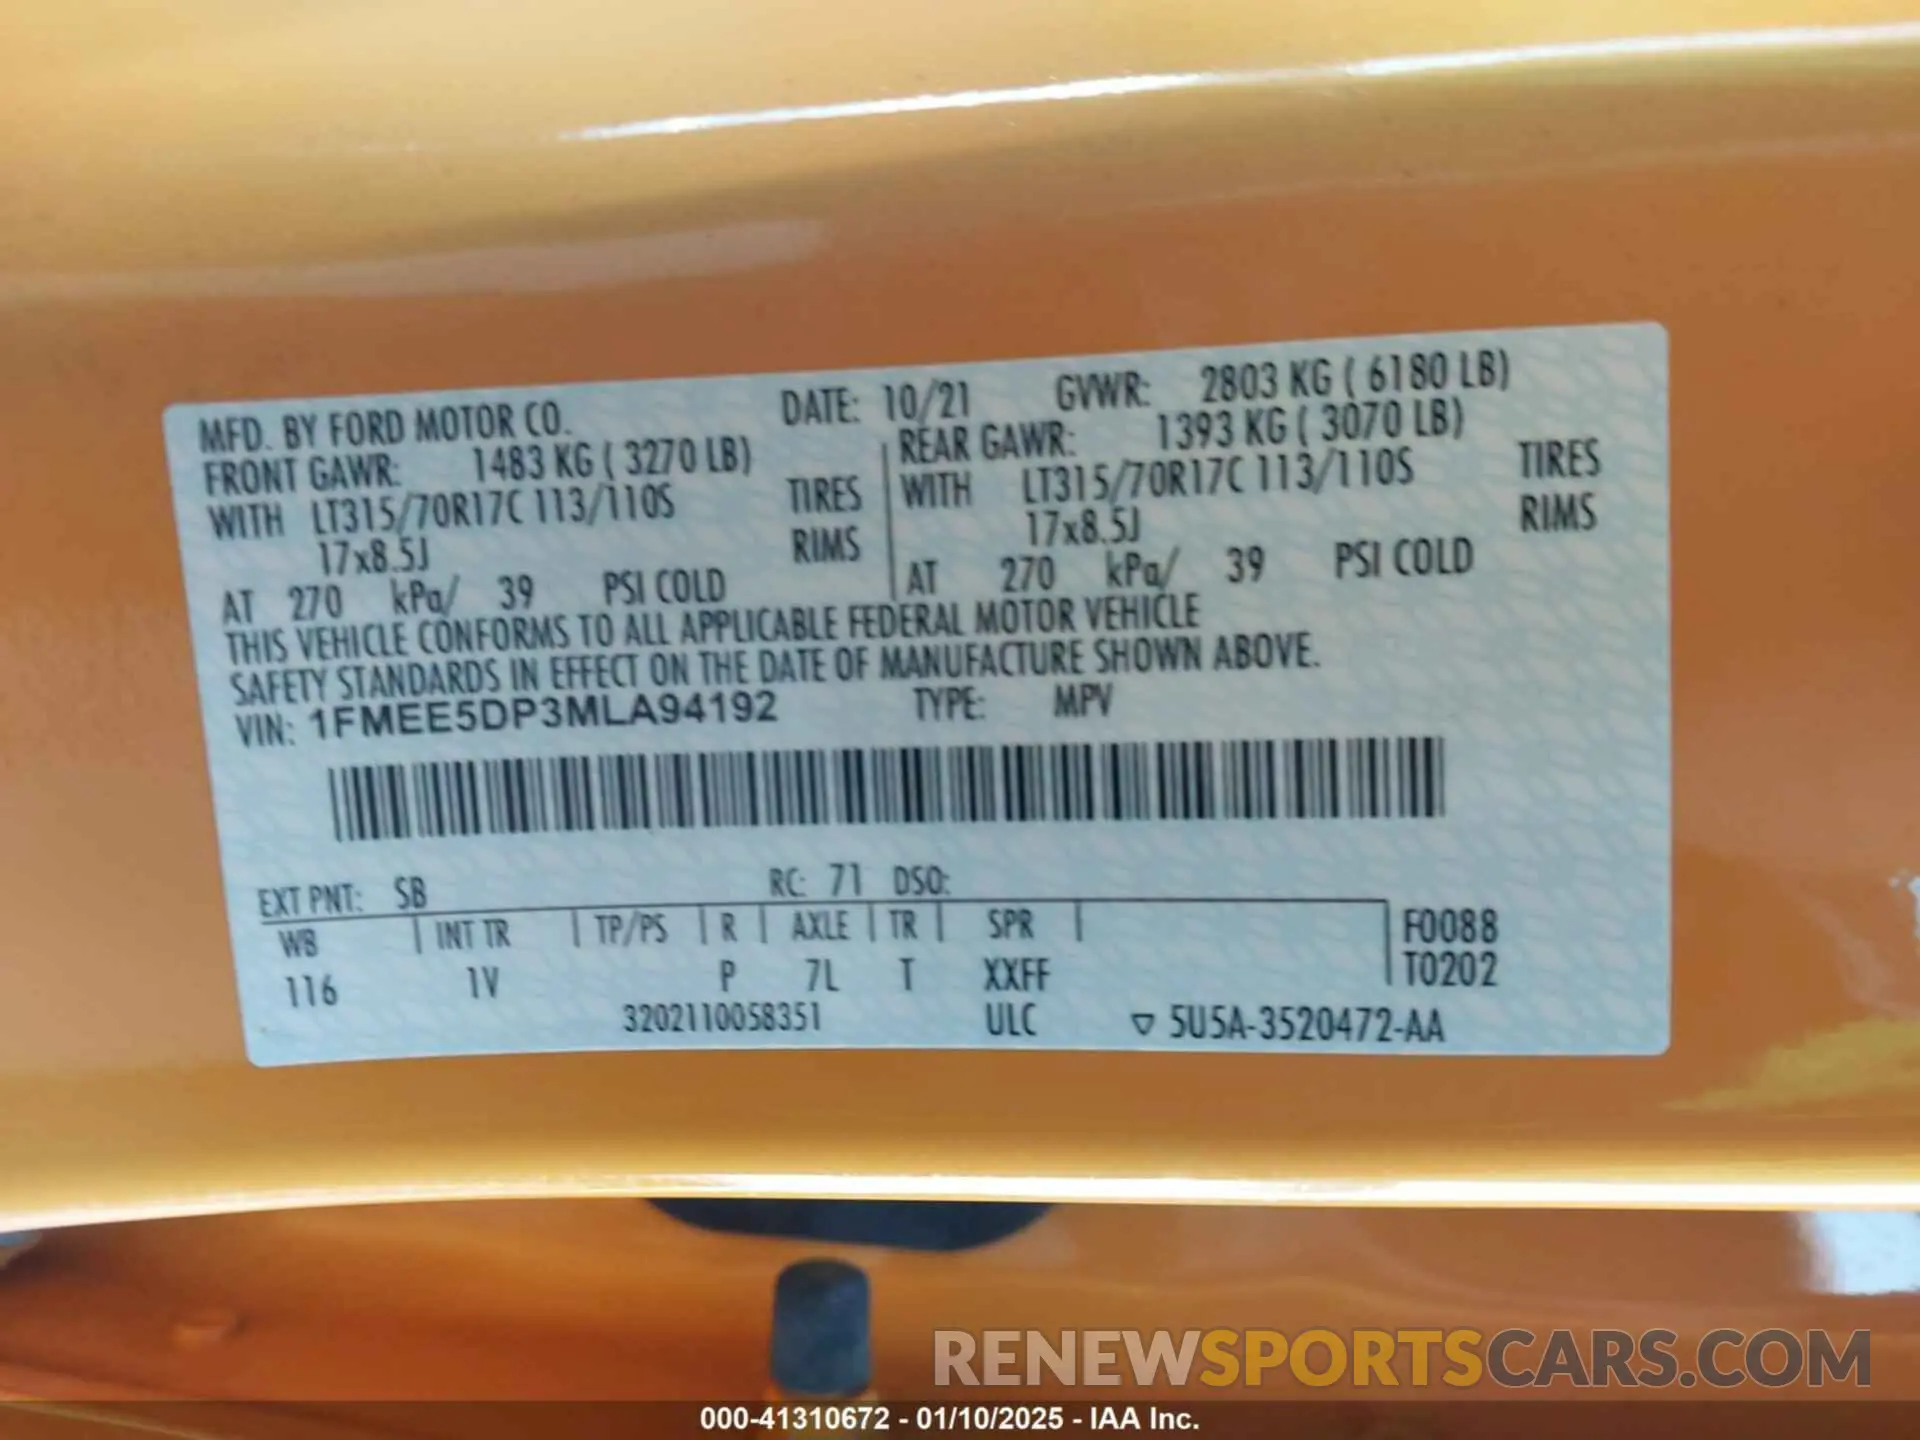 MFD. BY FORD MOTOR CO. DATE: 10/21 GVWR: 2803 KG ( 6180 LB)
FRONT GAWR: 1483 KG ( 3270 LB) REAR GAWR: 1393 KG ( 3070 LB)
WITH LT315/70R17C 113/110S TIRES WITH LT315/70R17C 113/110S TIRES
17x8.5J RIMS 17x8.5J RIMS
AT 270 kPa/ 39 PSI COLD AT 270 kPa/ 39 PSI COLD
THIS VEHICLE CONFORMS TO ALL APPLICABLE FEDERAL MOTOR VEHICLE
SAFETY STANDARDS IN EFFECT ON THE DATE OF MANUFACTURE SHOWN ABOVE.
VIN: 1FMEE5DP3MLA94192 TYPE: MPV
EXT PNT: SB RC: 71 DSO:
WB INT TR TP/PS R AXLE TR SPR F0088
116 1V P 7L T XXFF T0202
3202110058351 ULC ▽ 5U5A-3520472-AA
RENEWSPORTSCARS.COM
000-41310672 - 01/10/2025 - IAA Inc.